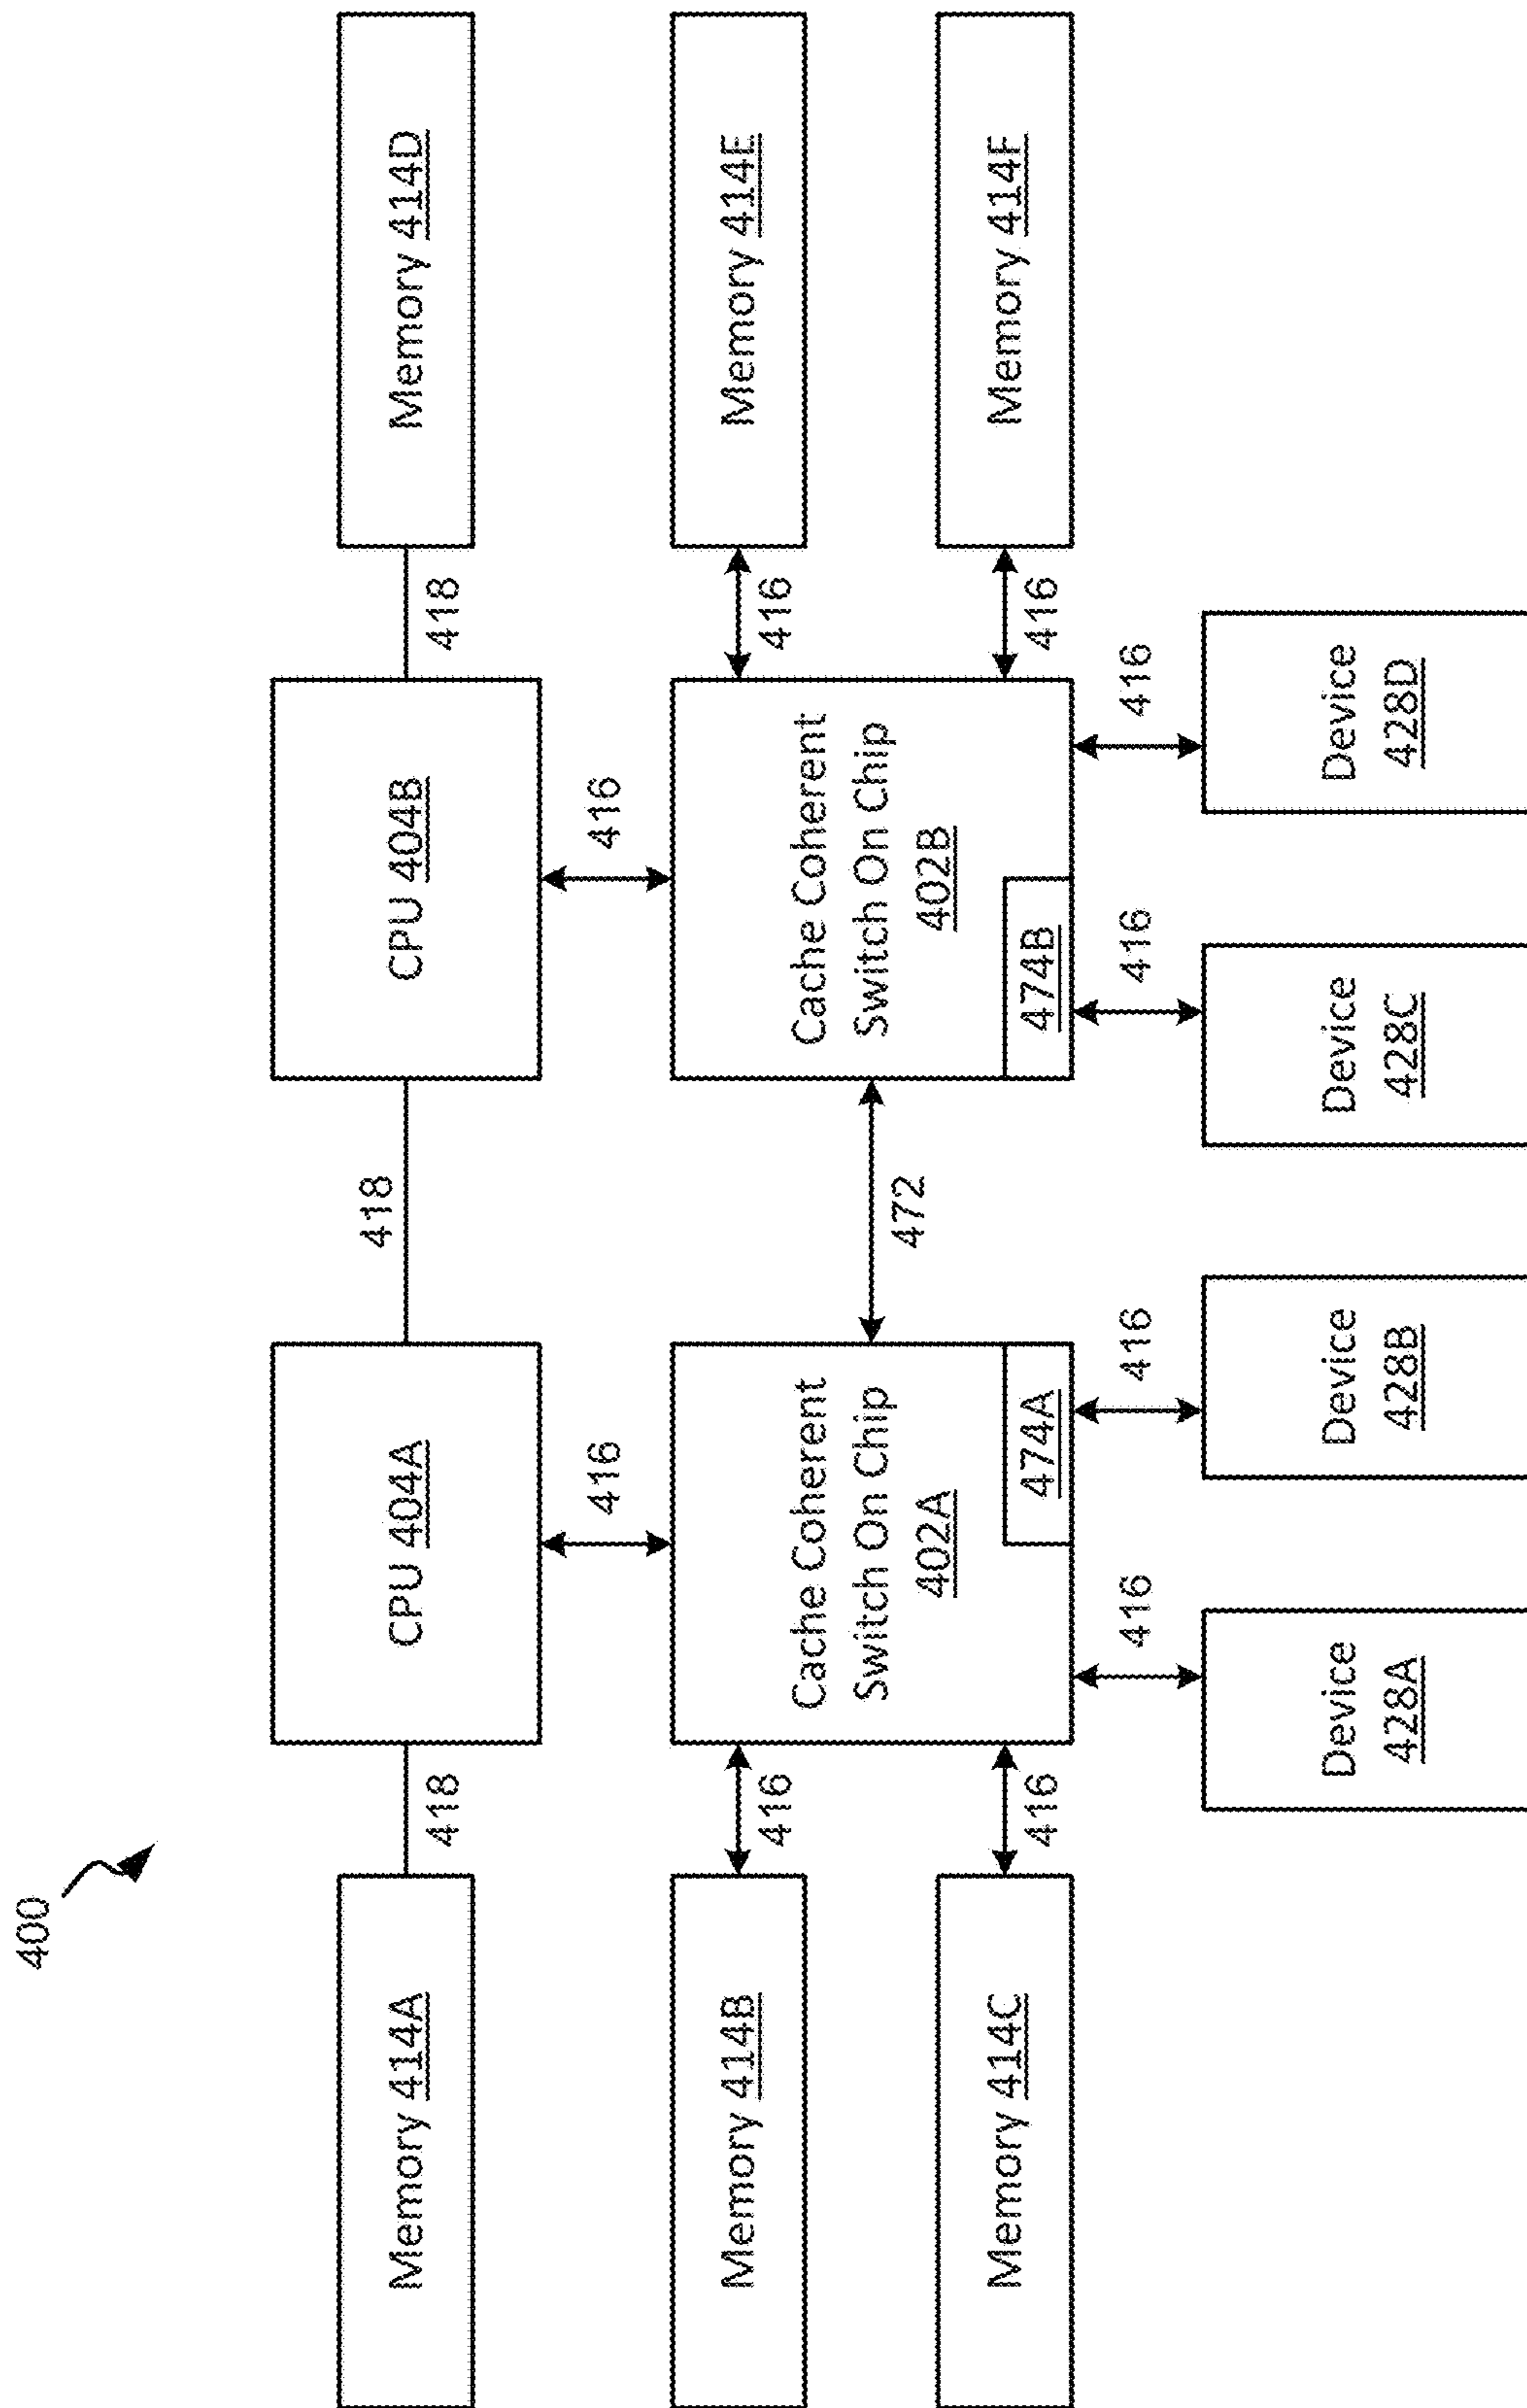 400
Memory 414A
418
CPU 404A
418
CPU 404B
418
Memory 414D
416
416
Memory 414B
416
Cache Coherent
Switch On Chip
402A
474A
472
Cache Coherent
Switch On Chip
402B
474B
416
Memory 414E
Memory 414C
416
416
Memory 414F
416
416
416
416
Device
428A
Device
428B
Device
428C
Device
428D